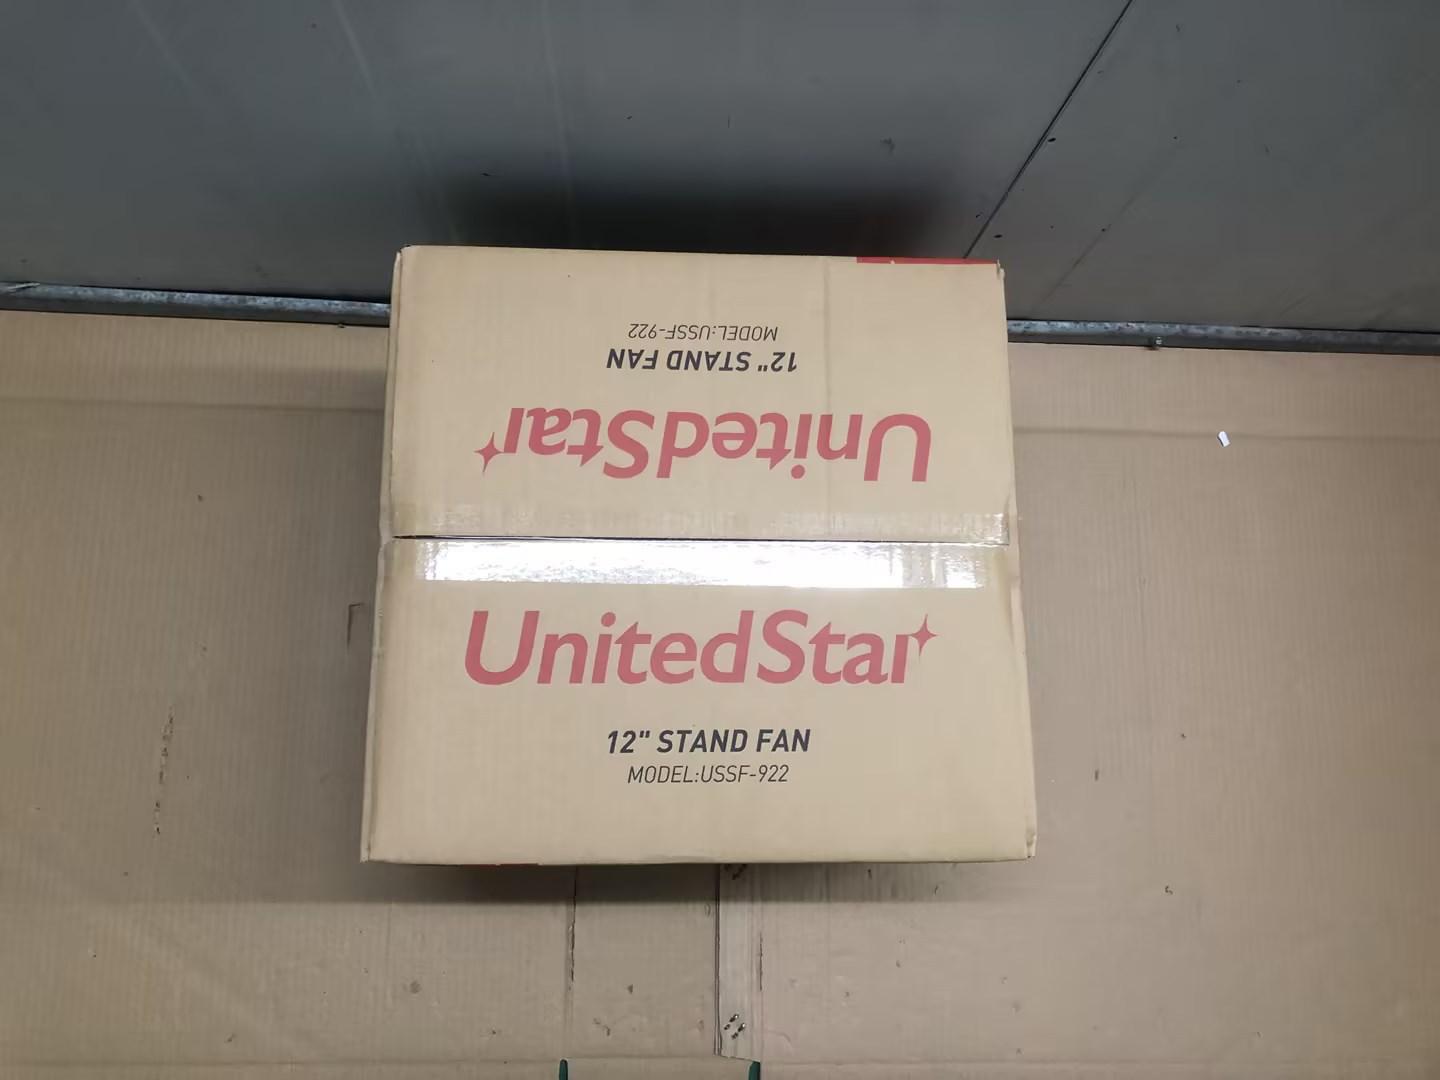 MODEL:USSF-922
12" STAND FAN
UnitedStar
UnitedStar
12" STAND FAN
MODEL:USSF-922